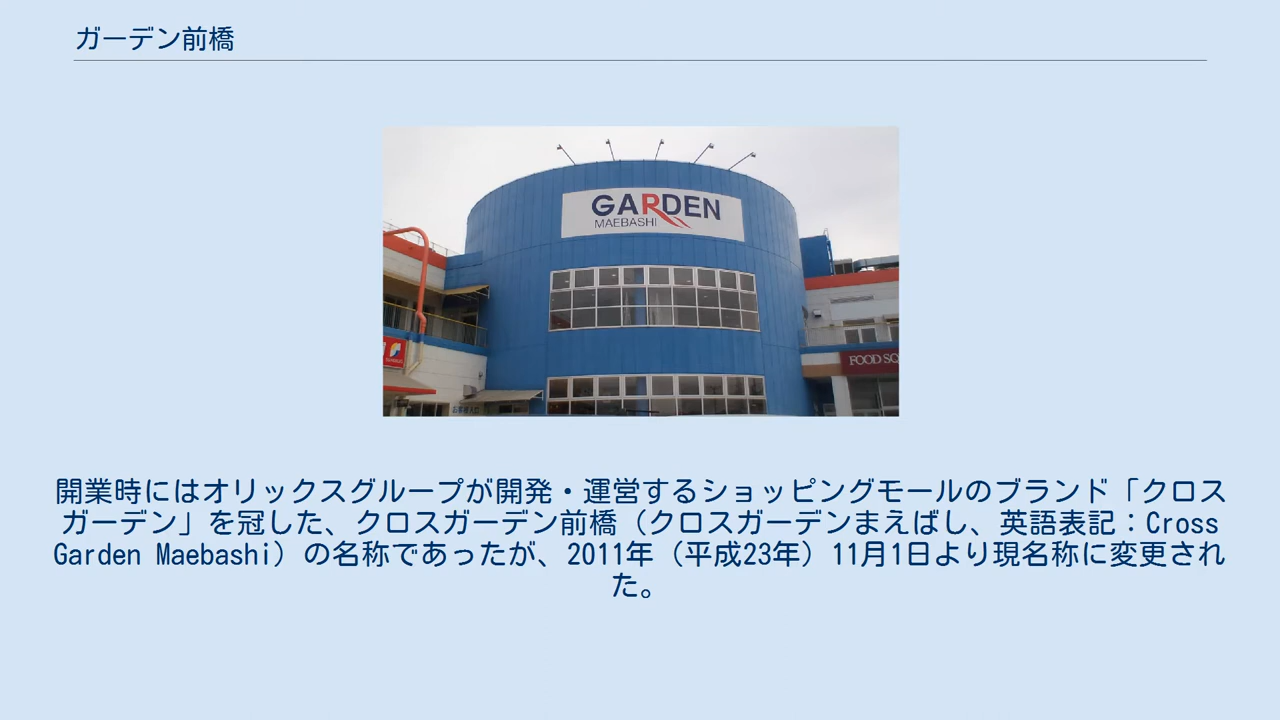 ガーデン前橋
GARDEN
MAEBASHI
FOOD SQ
お客様入口
開業時にはオリックスグループが開発・運営するショッピングモールのブランド「クロス
ガーデン」を冠した、クロスガーデン前橋（クロスガーデンまえばし、英語表記：Cross
Garden Maebashi）の名称であったが、2011年（平成23年）11月1日より現名称に変更され
た。